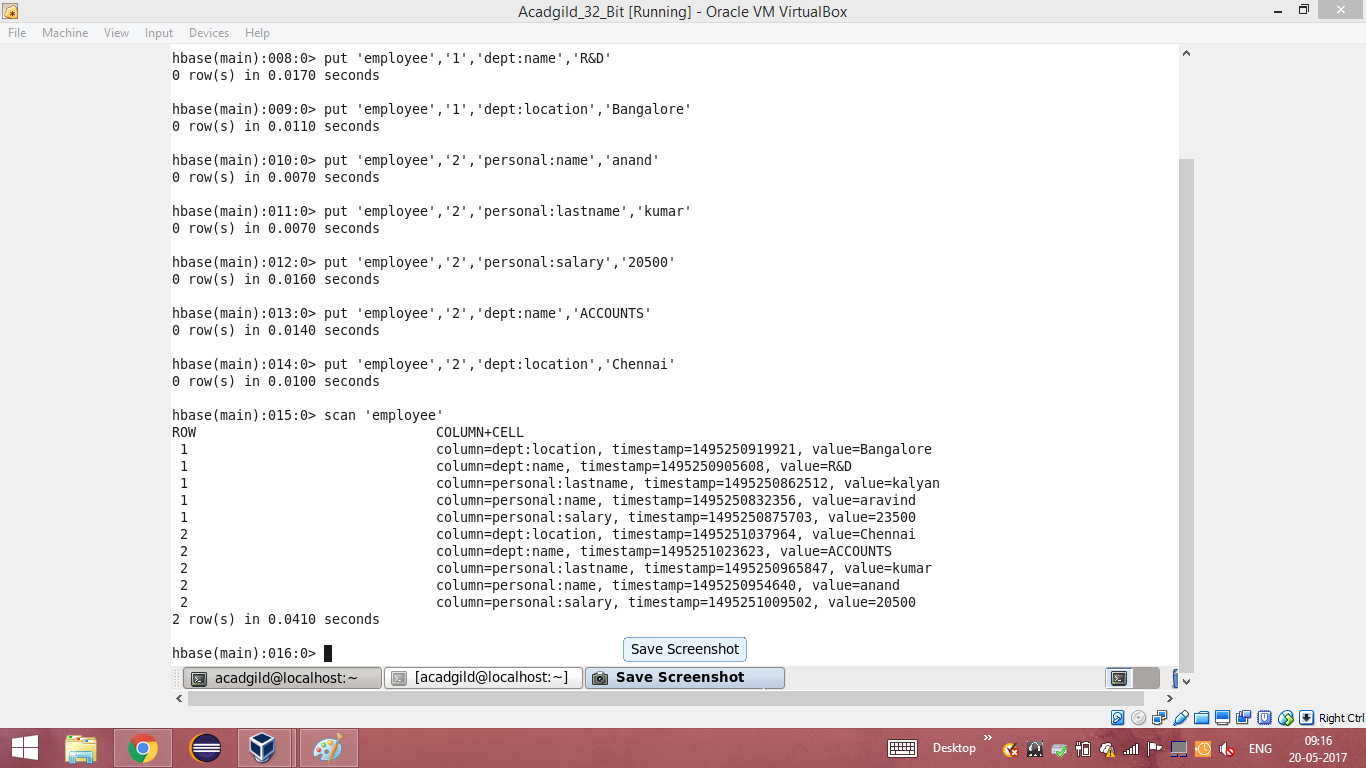 Acadgild_32_Bit [Running] - Oracle VM VirtualBox
File Machine View Input Devices Help
hbase(main):008:0> put 'employee','1','dept:name','R&D'
0 row(s) in 0.0170 seconds
hbase(main):009:0> put 'employee','1','dept:location','Bangalore'
0 row(s) in 0.0110 seconds
hbase(main):010:0> put 'employee','2','personal:name','anand'
0 row(s) in 0.0070 seconds
hbase(main):011:0> put 'employee','2','personal:lastname','kumar'
0 row(s) in 0.0070 seconds
hbase(main):012:0> put 'employee','2','personal:salary','20500'
0 row(s) in 0.0160 seconds
hbase(main):013:0> put 'employee','2','dept:name','ACCOUNTS'
0 row(s) in 0.0140 seconds
hbase(main):014:0> put 'employee','2','dept:location','Chennai'
0 row(s) in 0.0100 seconds
hbase(main):015:0> scan 'employee'
ROW COLUMN+CELL
1 column=dept:location, timestamp=1495250919921, value=Bangalore
1 column=dept:name, timestamp=1495250905608, value=R&D
1 column=personal:lastname, timestamp=1495250862512, value=kalyan
1 column=personal:name, timestamp=1495250832356, value=aravind
1 column=personal:salary, timestamp=1495250875703, value=23500
2 column=dept:location, timestamp=1495251037964, value=Chennai
2 column=dept:name, timestamp=1495251023623, value=ACCOUNTS
2 column=personal:lastname, timestamp=1495250965847, value=kumar
2 column=personal:name, timestamp=1495250954640, value=anand
2 column=personal:salary, timestamp=1495251009502, value=20500
2 row(s) in 0.0410 seconds
hbase(main):016:0>
Save Screenshot
acadgild@localhost:~ [acadgild@localhost:~] Save Screenshot
Right Ctrl
Desktop ENG 09:16
20-05-2017